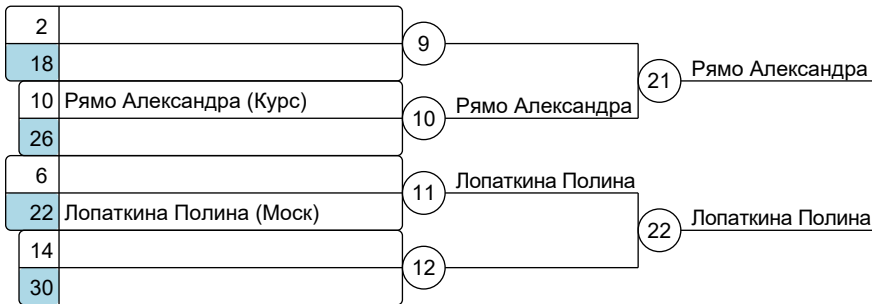 2
9
18
21 Рямо Александра
10 Рямо Александра (Курс)
10 Рямо Александра
26
6
11 Лопаткина Полина
22 Лопаткина Полина (Моск)
22 Лопаткина Полина
14
12
30